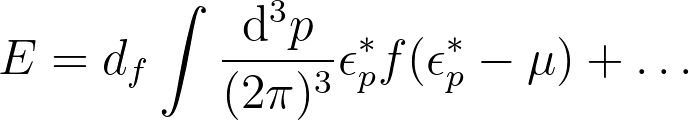 $E = d_f \int \frac{\mathrm{d}^3 p}{(2\pi)^3} \epsilon_p^* f(\epsilon_p^* - \mu) + \ldots$